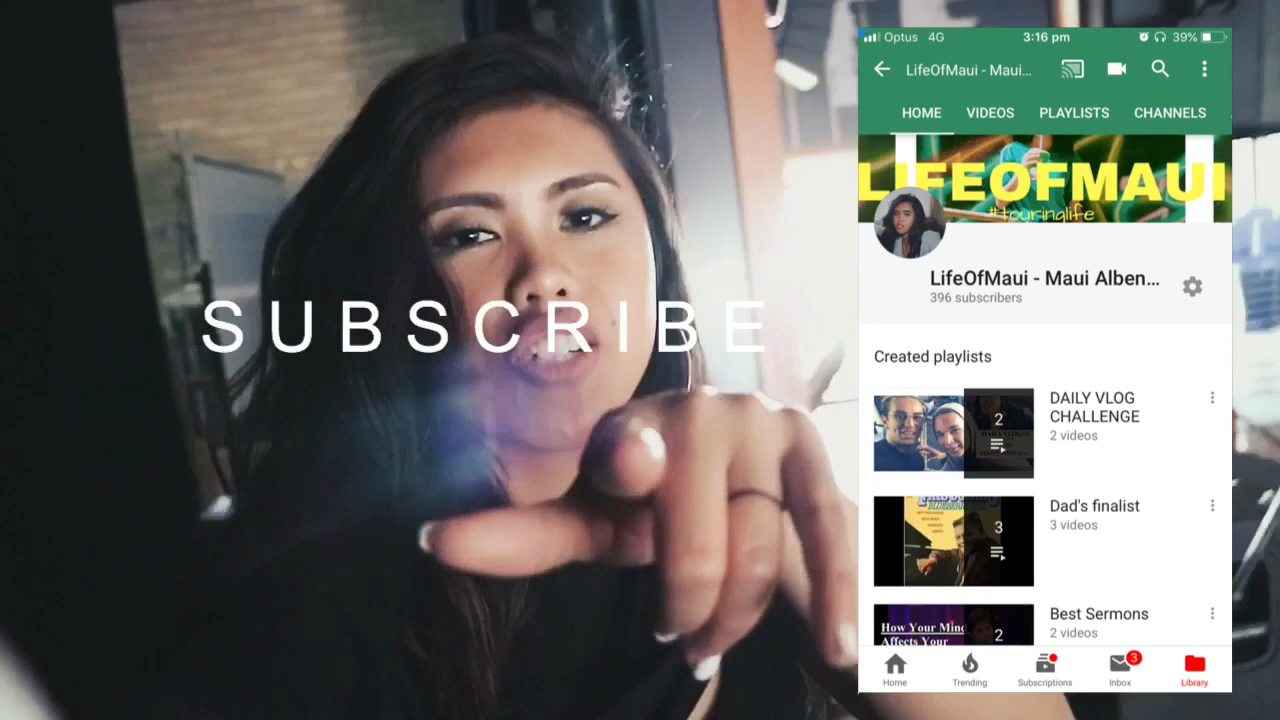 SUBSCRIBE
Optus 4G 3:16 pm 39%
LifeOfMaui - Maui...
HOME VIDEOS PLAYLISTS CHANNELS
LIFEOFMAUI
#touringlife
LifeOfMaui - Maui Alben...
396 subscribers
Created playlists
2
DAILY VLOG
CHALLENGE
2 videos
3
Dad's finalist
3 videos
How Your Mind
Affects Your
2
Best Sermons
2 videos
3
Home Trending Subscriptions Inbox Library